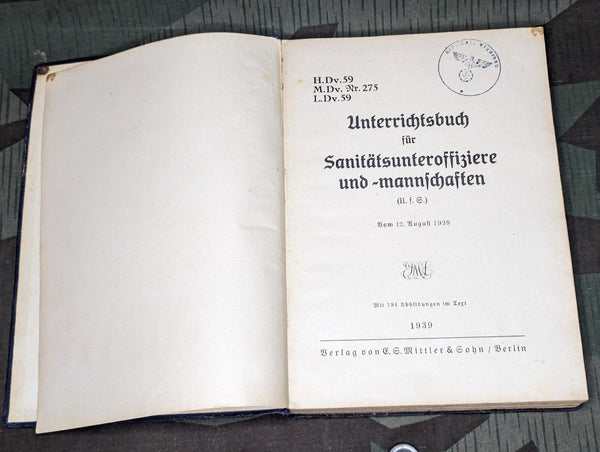 H.Dv.59
M.Dv. Nr. 275
L.Dv.59
Unterrichtsbuch
für
Sanitätsunteroffiziere
und -mannschaften
(U. f. S.)
Vom 12. August 1939
Mit 194 Abbildungen im Text
1939
Verlag von E. S. Mittler & Sohn / Berlin